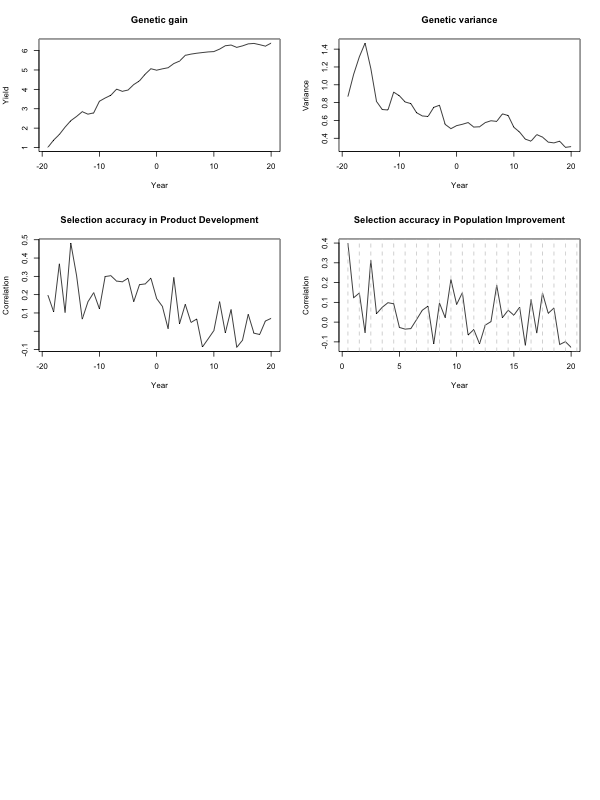 Genetic gain
Yield
6
5
4
3
2
1
-20 -10 0 10 20
Year
Genetic variance
Variance
1.4
1.2
1.0
0.8
0.6
0.4
-20 -10 0 10 20
Year
Selection accuracy in Product Development
Correlation
0.5
0.4
0.3
0.2
0.1
-0.1
-20 -10 0 10 20
Year
Selection accuracy in Population Improvement
Correlation
0.4
0.3
0.2
0.1
0.0
-0.1
0 5 10 15 20
Year